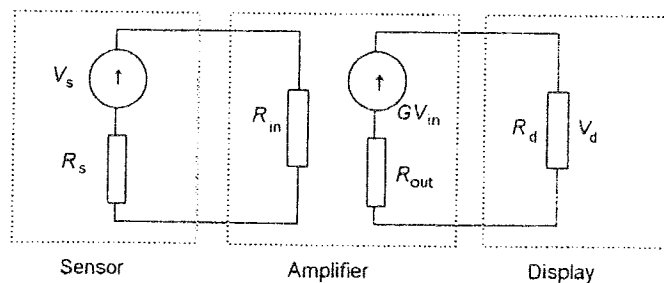 V_s
R_s
R_in
GV_in
R_out
R_d
V_d
Sensor
Amplifier
Display